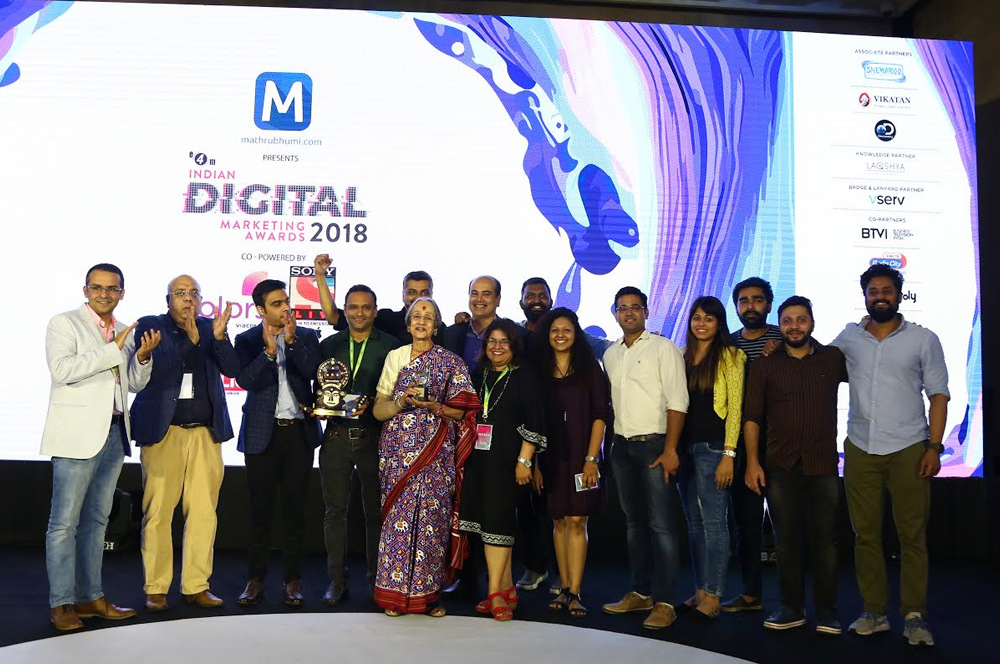 M
mathrubhumi.com
PRESENTS
e4m
INDIAN
DIGITAL
MARKETING
AWARDS 2018
CO - POWERED BY
SONY
ASSOCIATE PARTNERS
SHEMAROO
VIKATAN
D
KNOWLEDGE PARTNER
LAQSHYA
BADGE & LANYARD PARTNER
vserv
CO-PARTNERS
BTVI